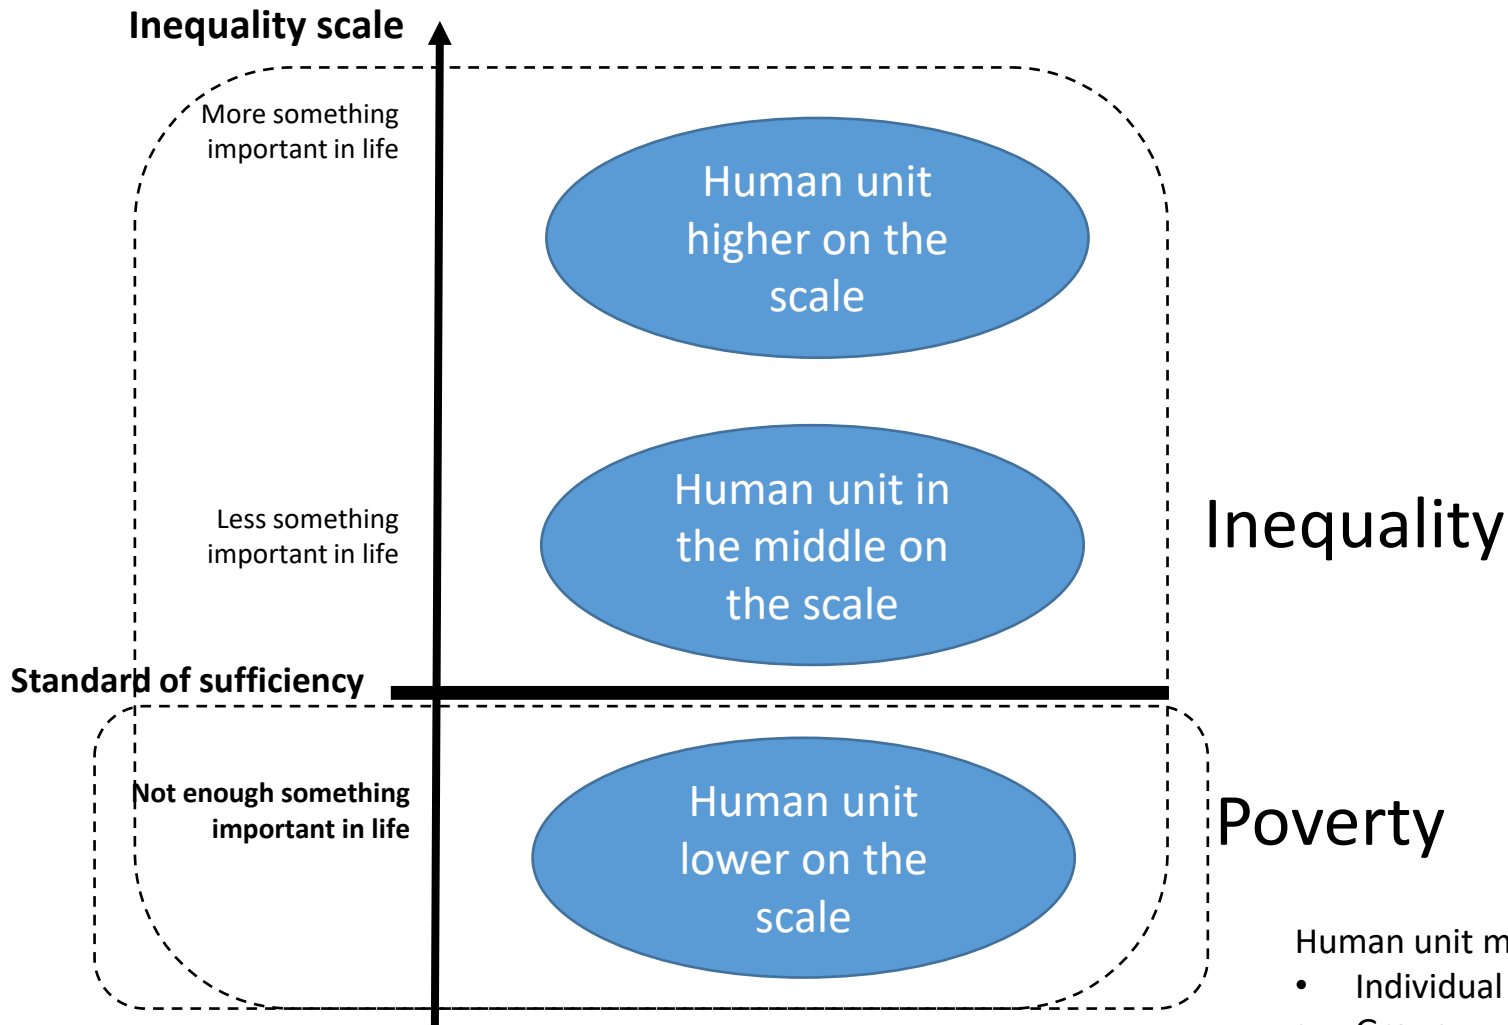 Inequality scale
More something
important in life
Human unit
higher on the
scale
Less something
important in life
Human unit in
the middle on
the scale
Inequality
Standard of sufficiency
Not enough something
important in life
Human unit
lower on the
scale
Poverty
Human unit
• Individual